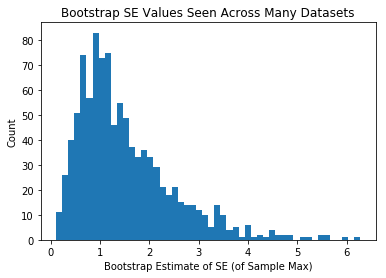 Bootstrap SE Values Seen Across Many Datasets
80
70
60
50
40
30
20
10
0
Count
0 1 2 3 4 5 6
Bootstrap Estimate of SE (of Sample Max)